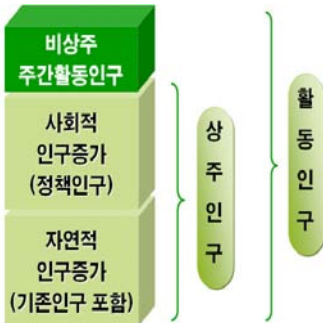 비상주
주간활동인구
사회적
인구증가
(정책인구)
자연적
인구증가
(기존인구 포함)
상주인구
활동인구